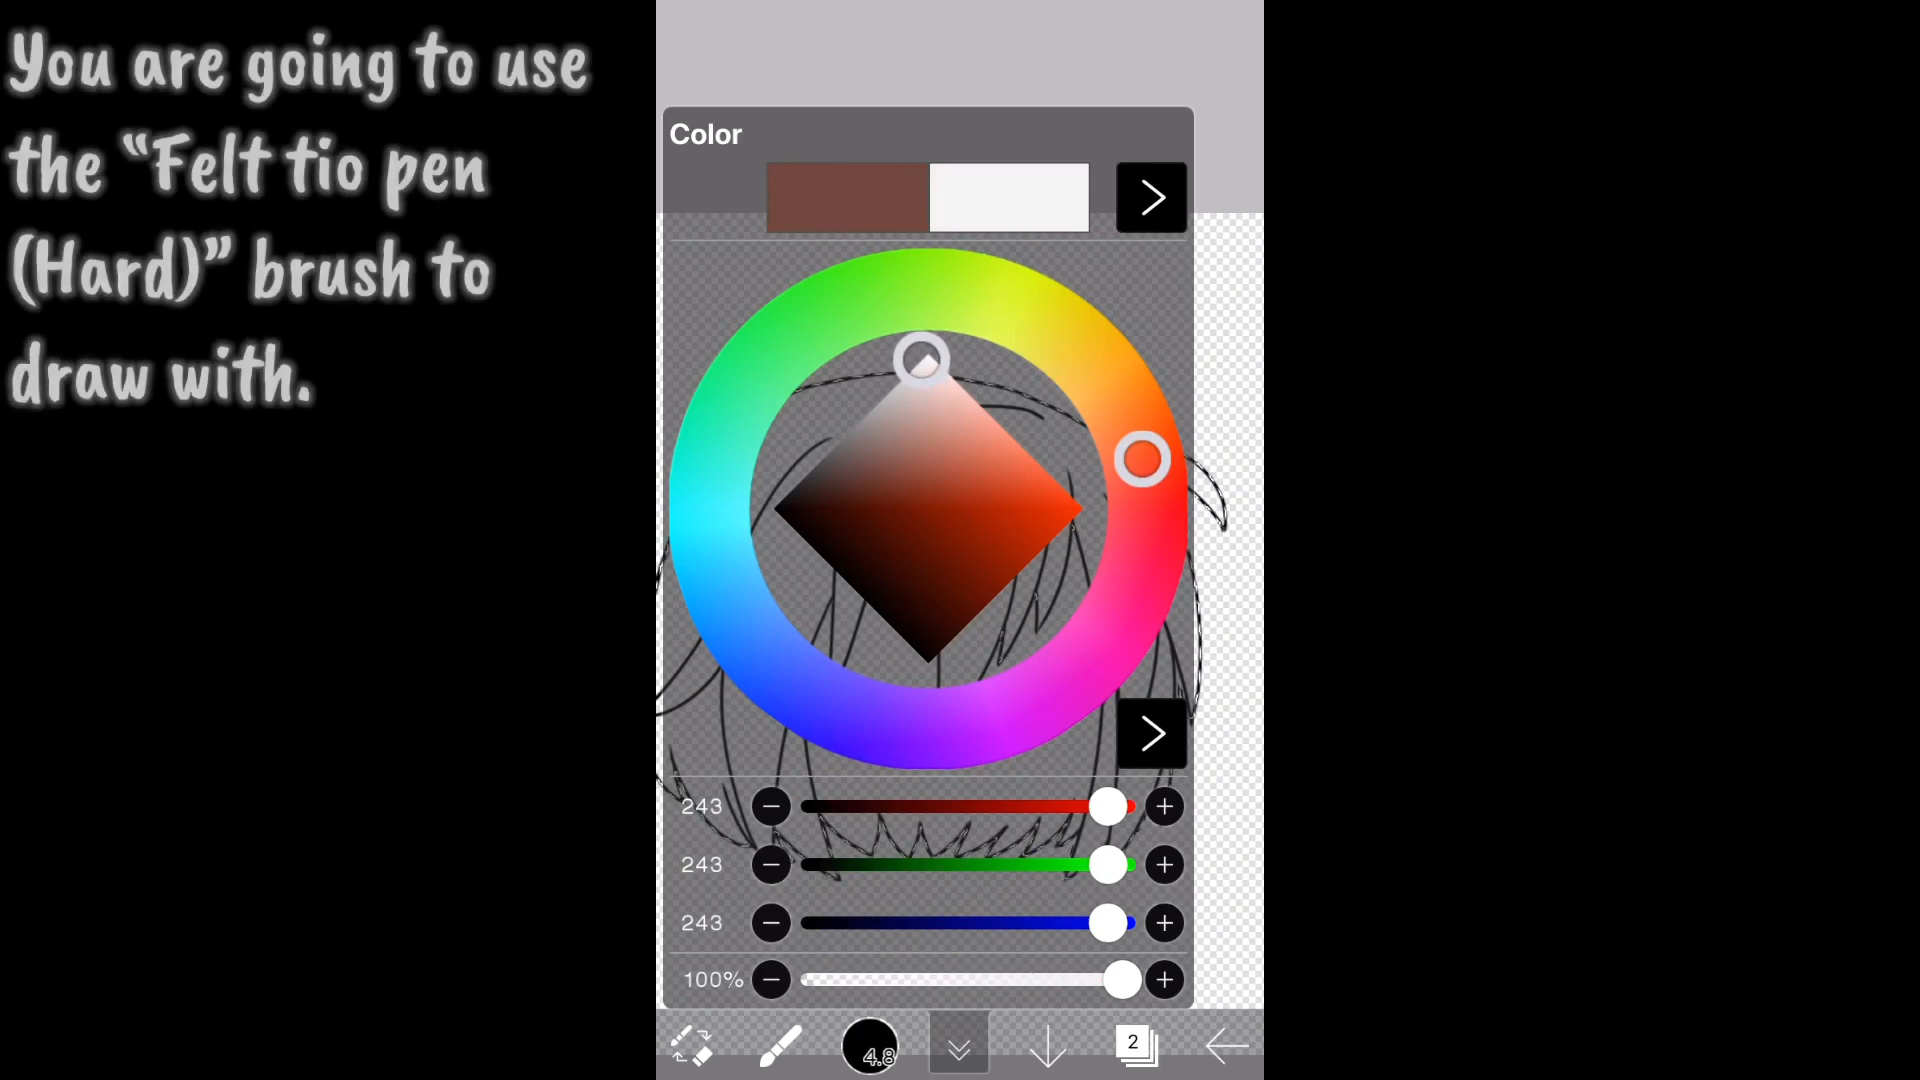 You are going to use
the “Felt tio pen
(Hard)” brush to
draw with.
Color
243
243
243
100%
4.8
2